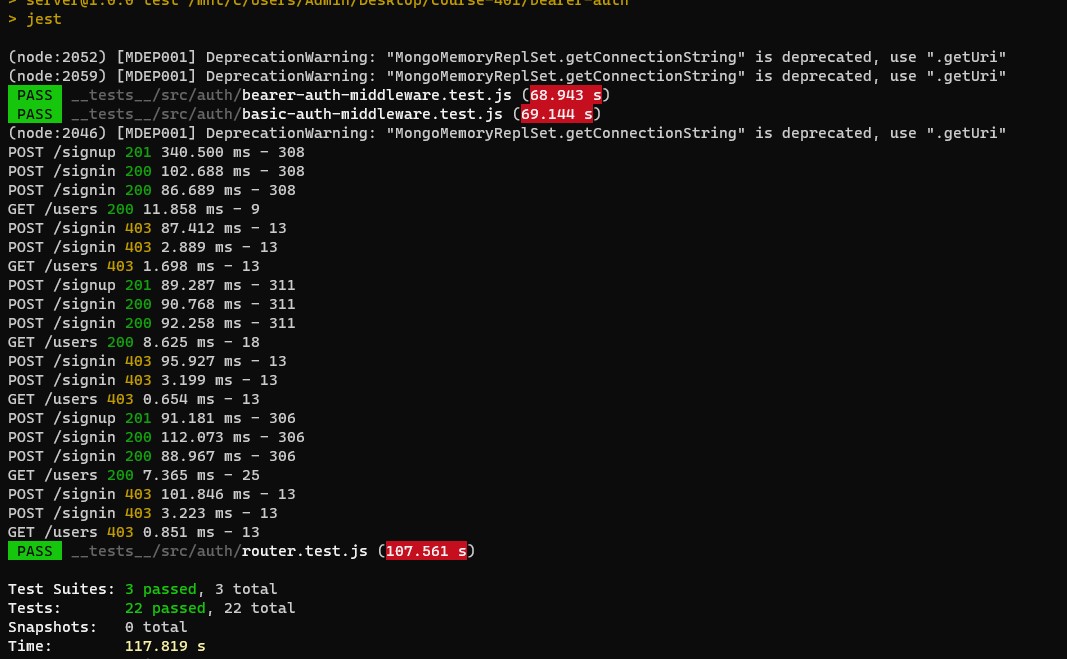 > server@1.0.0 test /mnt/c/Users/Admin/Desktop/course-401/bearer-auth
> jest
(node:2052) [MDEP001] DeprecationWarning: "MongoMemoryReplSet.getConnectionString" is deprecated, use ".getUri"
(node:2059) [MDEP001] DeprecationWarning: "MongoMemoryReplSet.getConnectionString" is deprecated, use ".getUri"
PASS __tests__/src/auth/bearer-auth-middleware.test.js (68.943 s)
PASS __tests__/src/auth/basic-auth-middleware.test.js (69.144 s)
(node:2046) [MDEP001] DeprecationWarning: "MongoMemoryReplSet.getConnectionString" is deprecated, use ".getUri"
POST /signup 201 340.500 ms - 308
POST /signin 200 102.688 ms - 308
POST /signin 200 86.689 ms - 308
GET /users 200 11.858 ms - 9
POST /signin 403 87.412 ms - 13
POST /signin 403 2.889 ms - 13
GET /users 403 1.698 ms - 13
POST /signup 201 89.287 ms - 311
POST /signin 200 90.768 ms - 311
POST /signin 200 92.258 ms - 311
GET /users 200 8.625 ms - 18
POST /signin 403 95.927 ms - 13
POST /signin 403 3.199 ms - 13
GET /users 403 0.654 ms - 13
POST /signup 201 91.181 ms - 306
POST /signin 200 112.073 ms - 306
POST /signin 200 88.967 ms - 306
GET /users 200 7.365 ms - 25
POST /signin 403 101.846 ms - 13
POST /signin 403 3.223 ms - 13
GET /users 403 0.851 ms - 13
PASS __tests__/src/auth/router.test.js (107.561 s)
Test Suites: 3 passed, 3 total
Tests: 22 passed, 22 total
Snapshots: 0 total
Time: 117.819 s